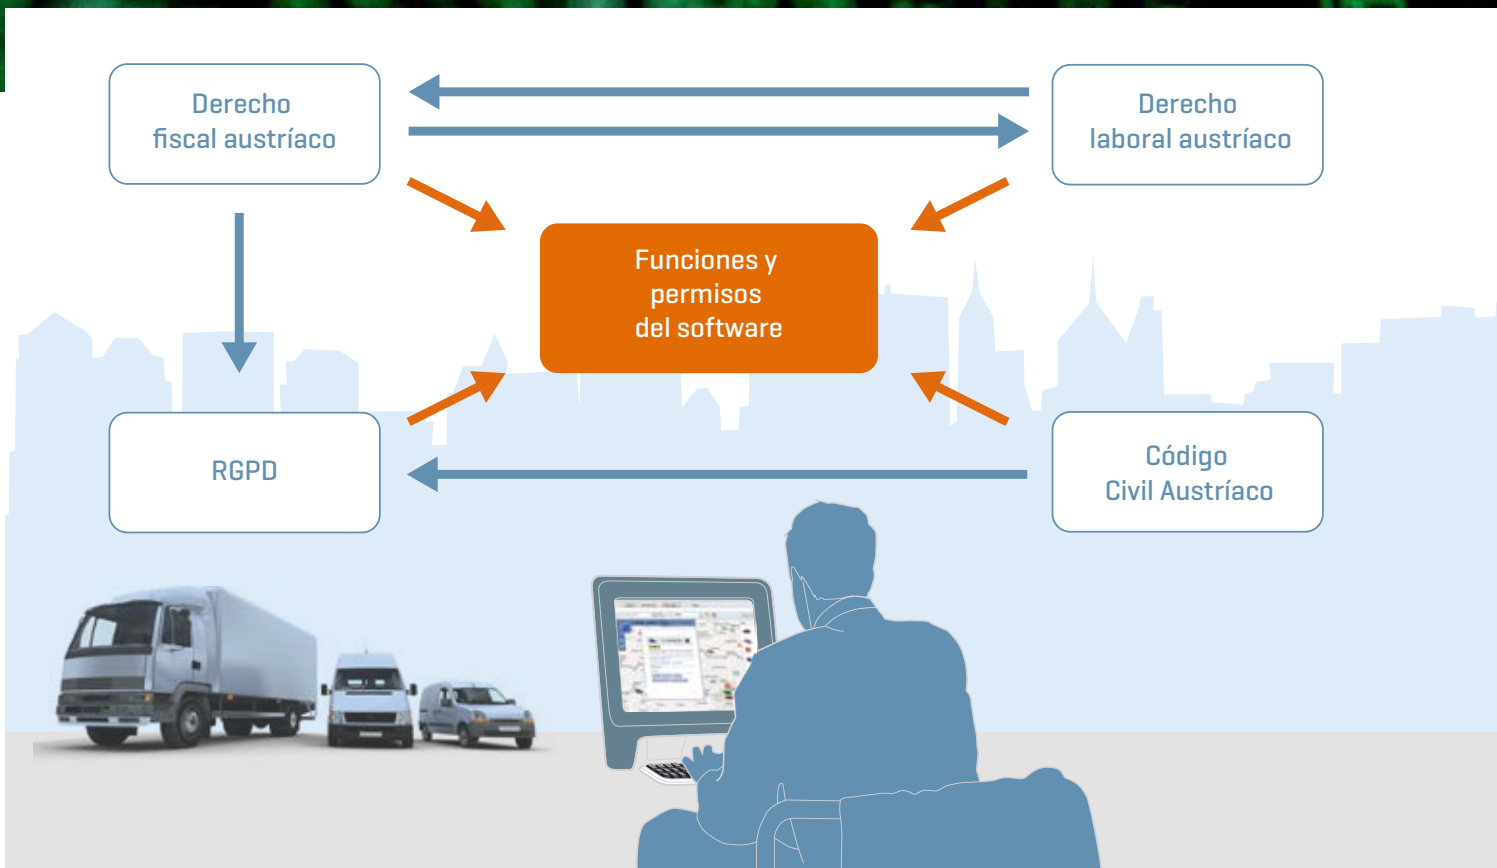 Derecho
fiscal austríaco
Derecho
laboral austríaco
Funciones y
permisos
del software
RGPD
Código
Civil Austríaco